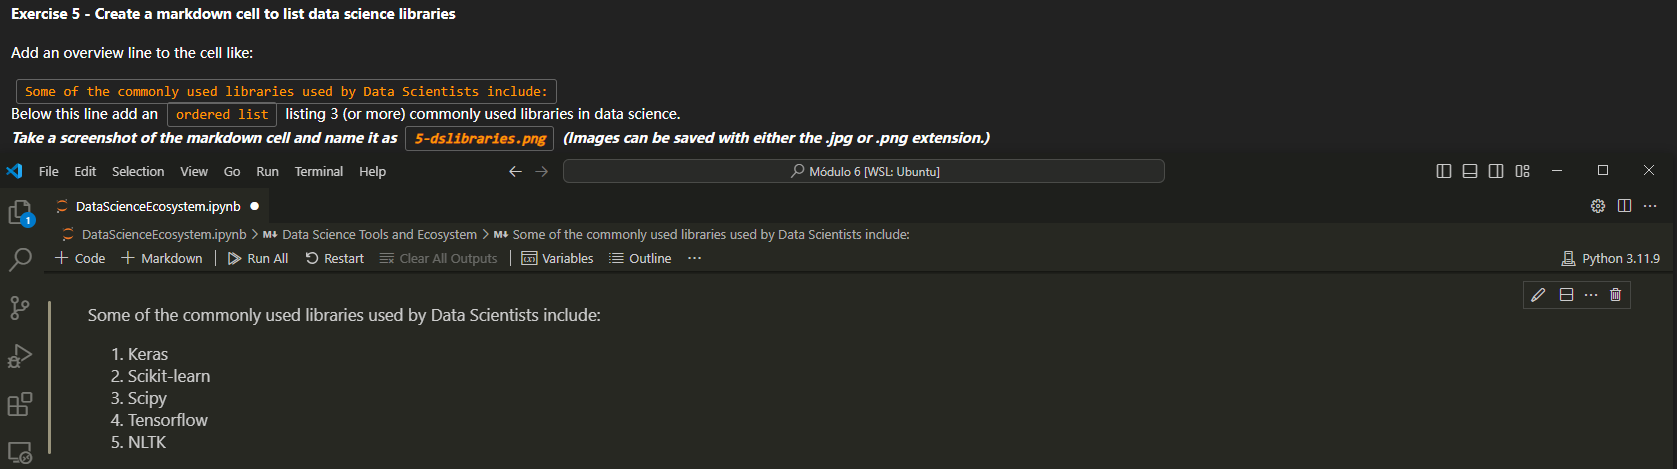 Exercise 5 - Create a markdown cell to list data science libraries
Add an overview line to the cell like:
Some of the commonly used libraries used by Data Scientists include:
Below this line add an ordered list listing 3 (or more) commonly used libraries in data science.
Take a screenshot of the markdown cell and name it as 5-dslibraries.png (Images can be saved with either the .jpg or .png extension.)
File Edit Selection View Go Run Terminal Help Módulo 6 [WSL: Ubuntu]
1 DataScienceEcosystem.ipynb
DataScienceEcosystem.ipynb > M↓ Data Science Tools and Ecosystem > M↓ Some of the commonly used libraries used by Data Scientists include:
+ Code + Markdown | Run All Restart Clear All Outputs | Variables Outline ... Python 3.11.9
Some of the commonly used libraries used by Data Scientists include:
1. Keras
2. Scikit-learn
3. Scipy
4. Tensorflow
5. NLTK